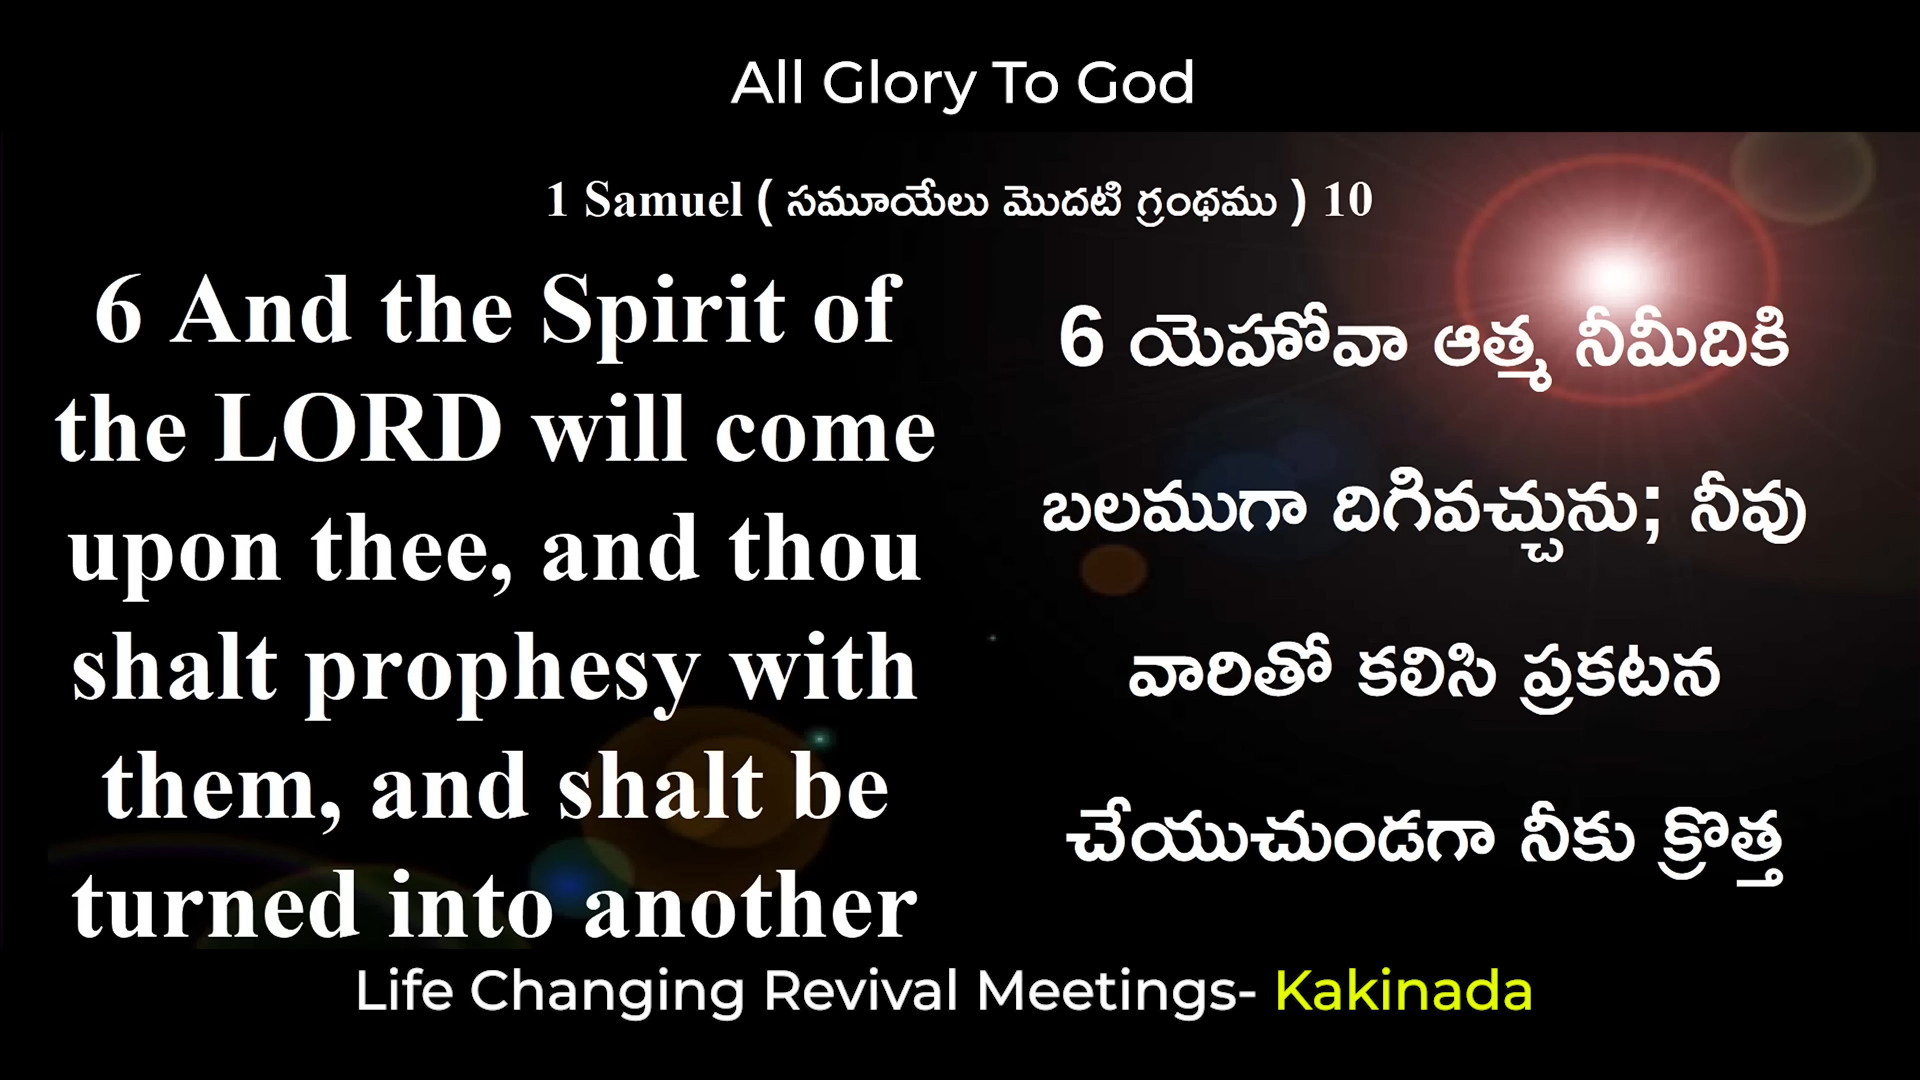 All Glory To God
1 Samuel ( సమూయేలు మొదటి గ్రంథము ) 10
6 And the Spirit of
the LORD will come
upon thee, and thou
shalt prophesy with
them, and shalt be
turned into another
6 యెహోవా ఆత్మ నీమీదికి
బలముగా దిగివచ్చును; నీవు
వారితో కలిసి ప్రకటన
చేయుచుండగా నీకు క్రొత్త
Life Changing Revival Meetings- Kakinada